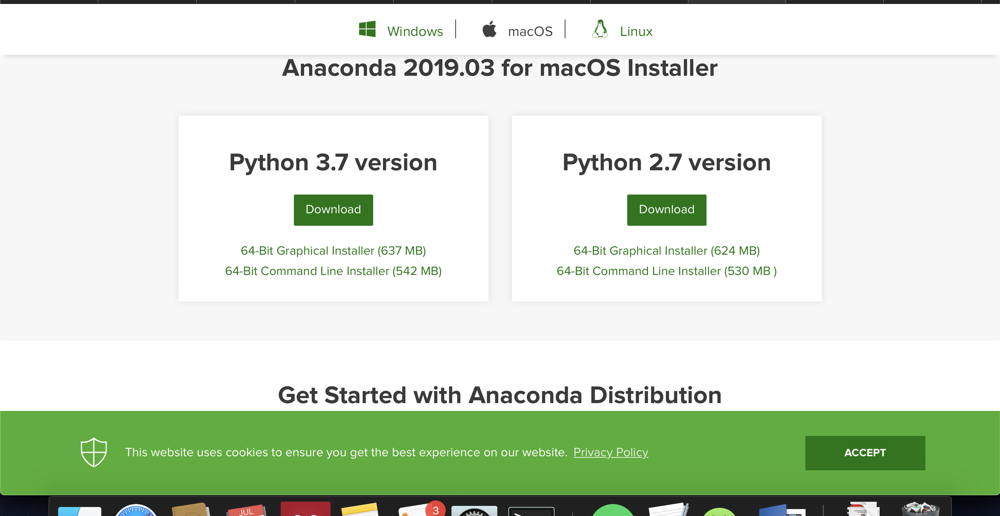 Windows
macOS
Linux
Anaconda 2019.03 for macOS Installer
Python 3.7 version
Download
64-Bit Graphical Installer (637 MB)
64-Bit Command Line Installer (542 MB)
Python 2.7 version
Download
64-Bit Graphical Installer (624 MB)
64-Bit Command Line Installer (530 MB )
Get Started with Anaconda Distribution
This website uses cookies to ensure you get the best experience on our website. Privacy Policy
ACCEPT
JUL
3